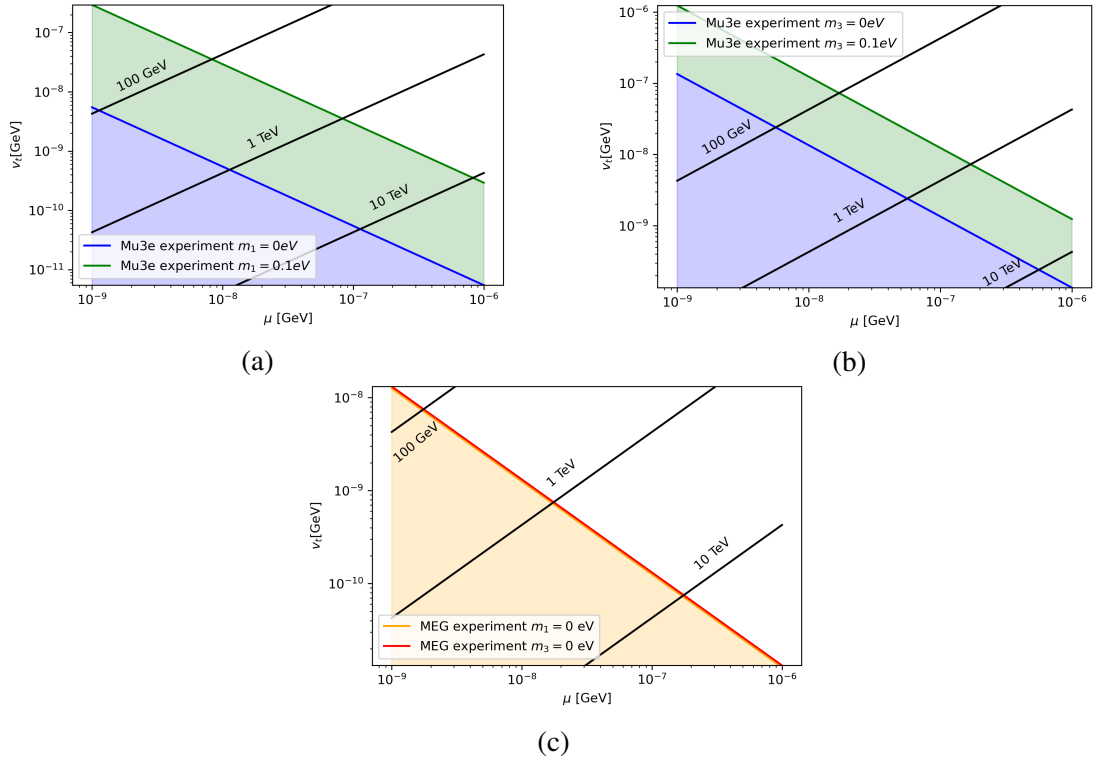 10⁻⁷
10⁻⁸
10⁻⁹
10⁻¹⁰
10⁻¹¹
vₜ[GeV]
100 GeV
1 TeV
10 TeV
Mu3e experiment m₁ = 0eV
Mu3e experiment m₁ = 0.1eV
10⁻⁹ 10⁻⁸ 10⁻⁷ 10⁻⁶
μ [GeV]
(a)
10⁻⁶
10⁻⁷
10⁻⁸
10⁻⁹
vₜ[GeV]
Mu3e experiment m₃ = 0eV
Mu3e experiment m₃ = 0.1eV
100 GeV
1 TeV
10 TeV
10⁻⁹ 10⁻⁸ 10⁻⁷ 10⁻⁶
μ [GeV]
(b)
10⁻⁸
10⁻⁹
10⁻¹⁰
vₜ[GeV]
100 GeV
1 TeV
10 TeV
MEG experiment m₁ = 0 eV
MEG experiment m₃ = 0 eV
10⁻⁹ 10⁻⁸ 10⁻⁷ 10⁻⁶
μ [GeV]
(c)